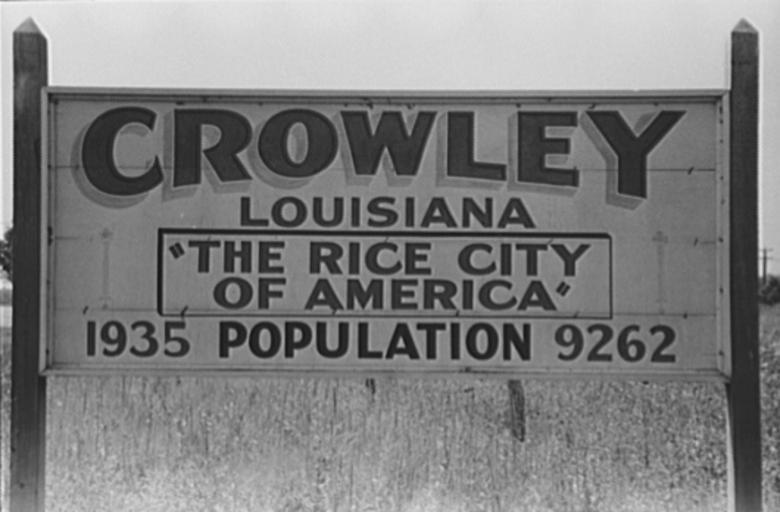 CROWLEY
LOUISIANA
"THE RICE CITY
OF AMERICA"
1935 POPULATION 9262